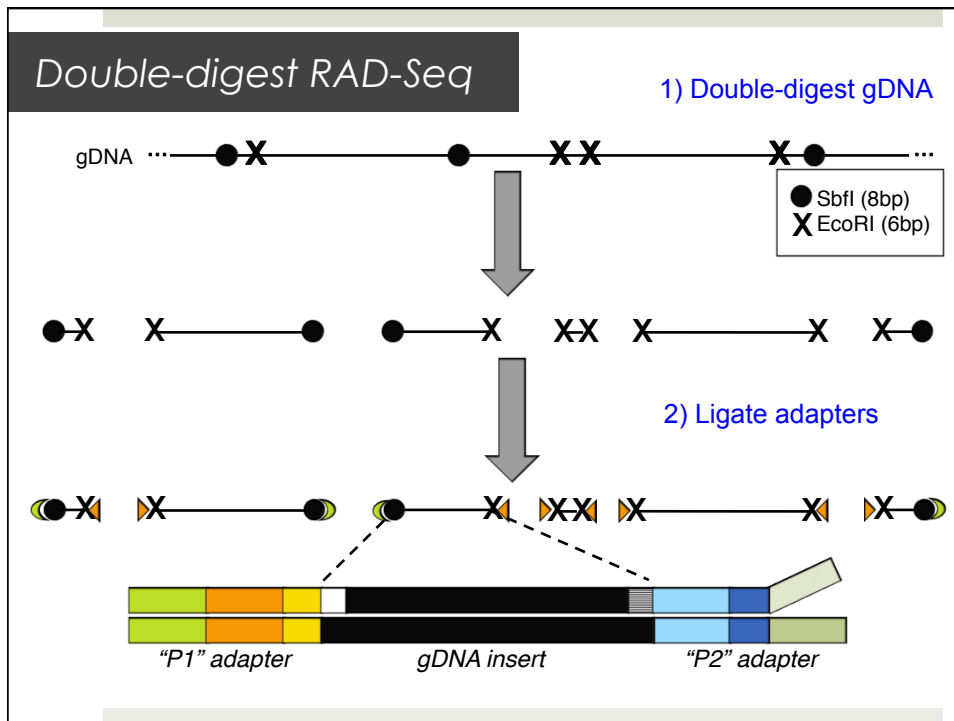 Double-digest RAD-Seq
1) Double-digest gDNA
gDNA ... ...
SbfI (8bp)
EcoRI (6bp)
2) Ligate adapters
“P1” adapter
gDNA insert
“P2” adapter